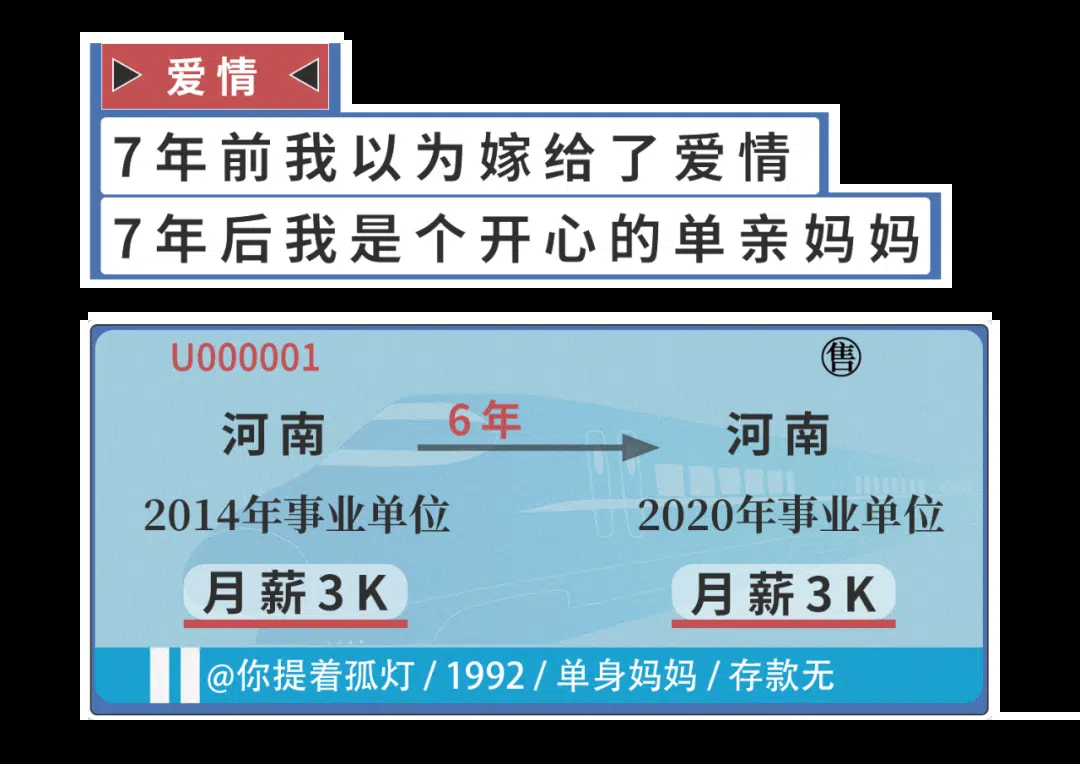 爱情
7年前我以为嫁给了爱情
7年后我是个开心的单亲妈妈
U000001
售
河南
6年
河南
2014年事业单位
2020年事业单位
月薪3K
月薪3K
@你提着孤灯 / 1992 / 单身妈妈 / 存款无